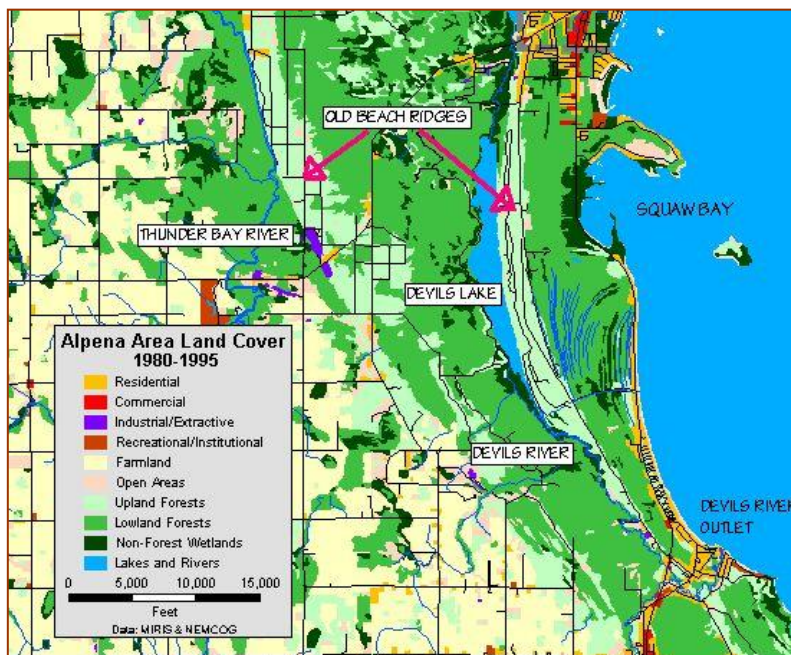 OLD BEACH RIDGES
THUNDER BAY RIVER
SQUAW BAY
DEVILS LAKE
DEVILS RIVER
DEVILS RIVER
OUTLET
Alpena Area Land Cover
1980-1995
Residential
Commercial
Industrial/Extractive
Recreational/Institutional
Farmland
Open Areas
Upland Forests
Lowland Forests
Non-Forest Wetlands
Lakes and Rivers
0 5,000 10,000 15,000
Feet
Data: MIRIS & NEMCOG